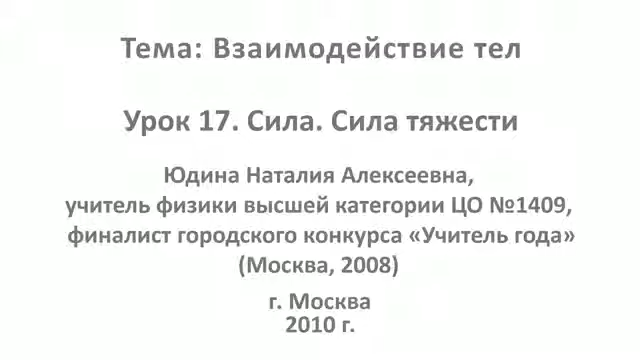 Тема: Взаимодействие тел
Урок 17. Сила. Сила тяжести
Юдина Наталия Алексеевна,
учитель физики высшей категории ЦО №1409,
финалист городского конкурса «Учитель года»
(Москва, 2008)
г. Москва
2010 г.